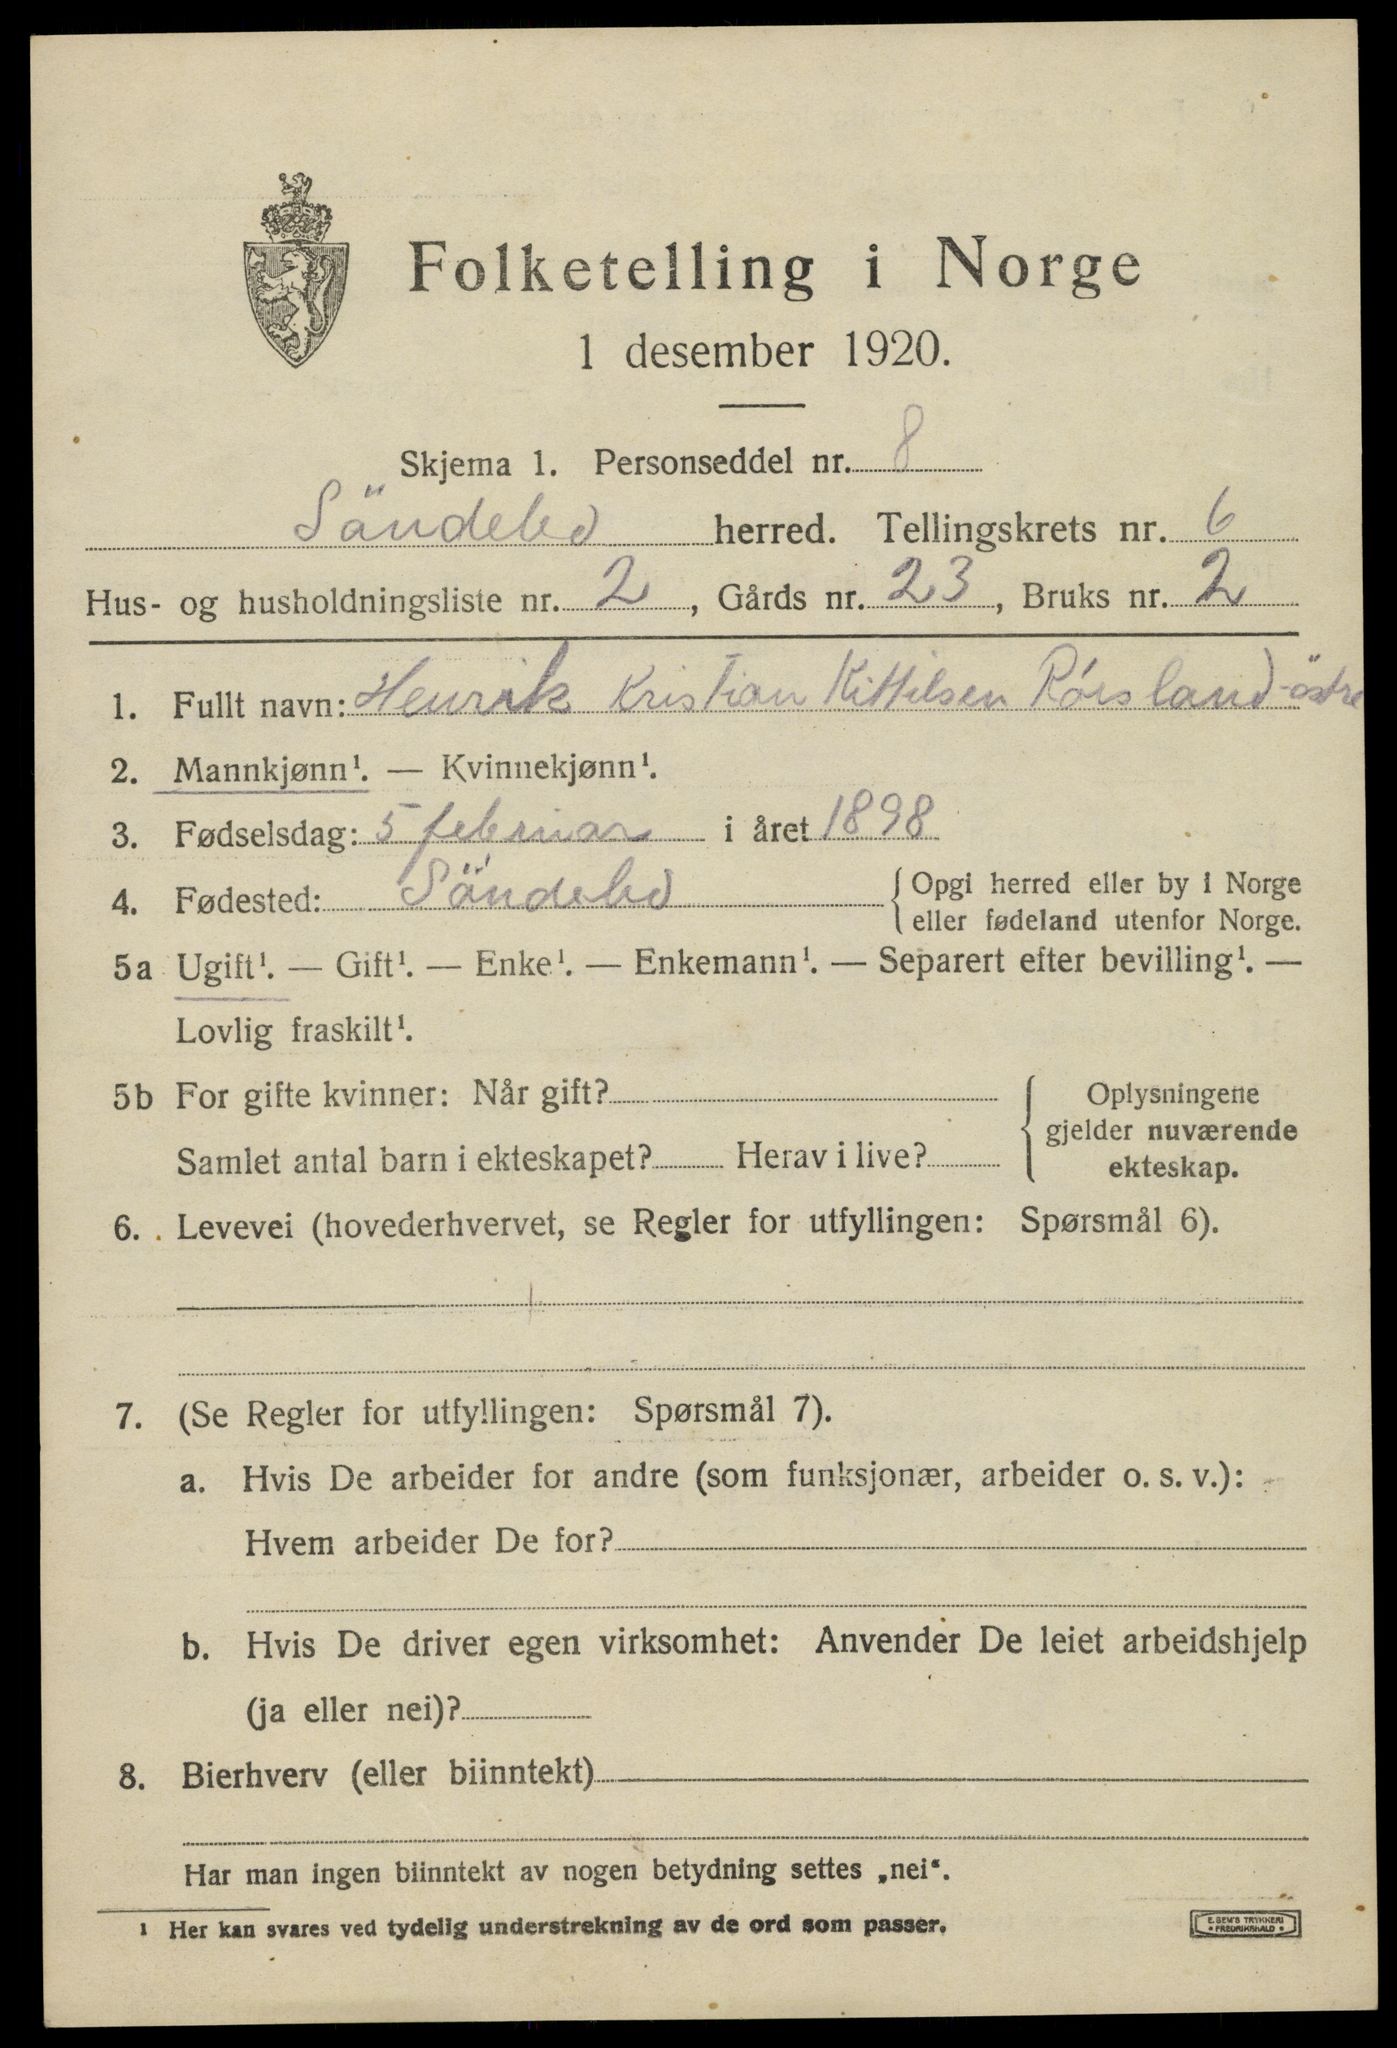 Folketelling i Norge
1 desember 1920.
Skjema 1. Personseddel nr. 8
Söndeled herred. Tellingskrets nr. 6
Hus- og husholdningsliste nr. 2, Gårds nr. 23, Bruks nr. 2
1. Fullt navn: Henrik Kristian Kittilsen Rørsland östre
2. Mannkjønn¹. — Kvinnekjønn¹.
3. Fødselsdag: 5 februar i året 1898
4. Fødested: Söndeled { Opgi herred eller by i Norge
eller fødeland utenfor Norge.
5a Ugift¹. — Gift¹. — Enke¹. — Enkemann¹. — Separert efter bevilling¹. —
Lovlig fraskilt¹.
5b For gifte kvinner: Når gift? { Oplysningene
gjelder nuværende
Samlet antal barn i ekteskapet? Herav i live? ekteskap.
6. Levevei (hovederhvervet, se Regler for utfyllingen: Spørsmål 6).
7. (Se Regler for utfyllingen: Spørsmål 7).
a. Hvis De arbeider for andre (som funksjonær, arbeider o. s. v.):
Hvem arbeider De for?
b. Hvis De driver egen virksomhet: Anvender De leiet arbeidshjelp
(ja eller nei)?
8. Bierhverv (eller biinntekt)
Har man ingen biinntekt av nogen betydning settes „nei“.
¹ Her kan svares ved tydelig understrekning av de ord som passer.
E. SEM'S TRYKKERI
• FREDRIKSHALD •